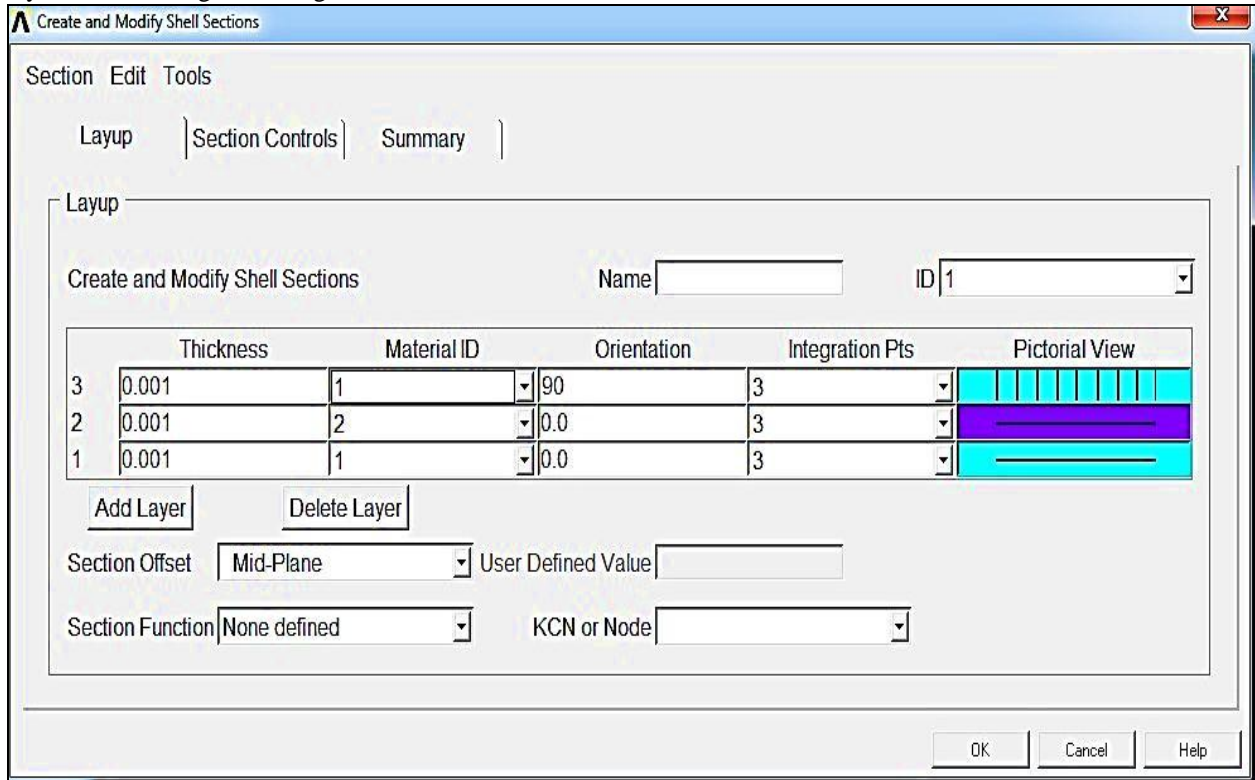 Create and Modify Shell Sections
Section Edit Tools
Layup Section Controls Summary
Layup
Create and Modify Shell Sections Name ID 1
Thickness Material ID Orientation Integration Pts Pictorial View
3 0.001 1 90 3
2 0.001 2 0.0 3
1 0.001 1 0.0 3
Add Layer Delete Layer
Section Offset Mid-Plane User Defined Value
Section Function None defined KCN or Node
OK Cancel Help